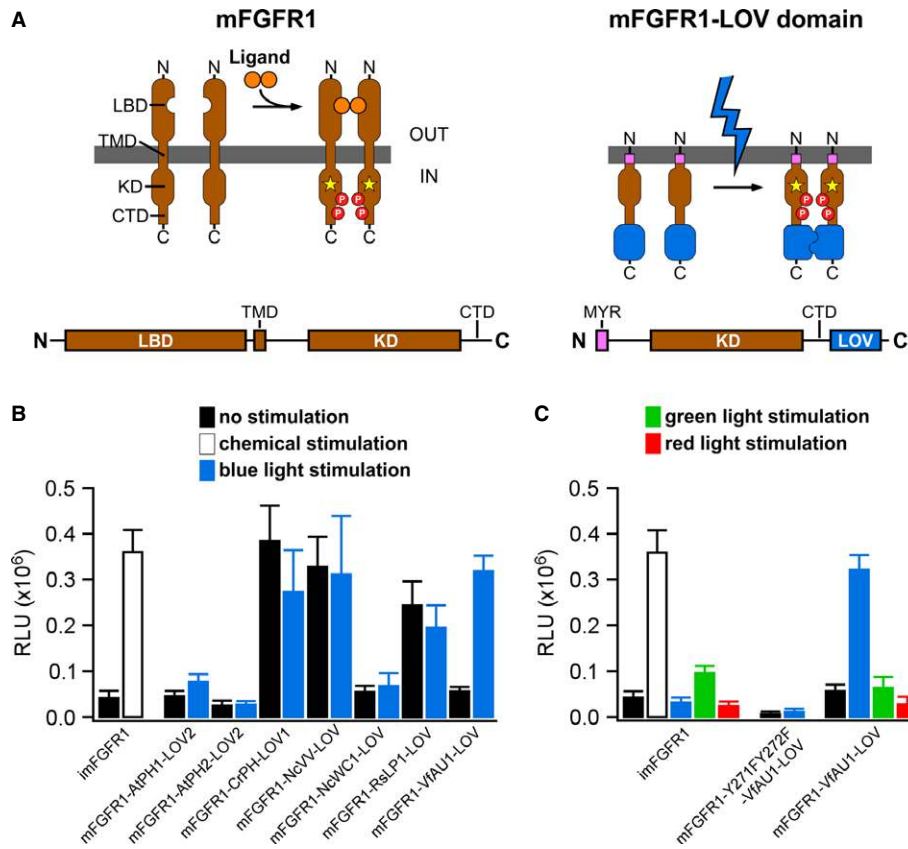 A
mFGFR1
mFGFR1-LOV domain
N
N
Ligand
N
N
LBD
TMD
KD
CTD
OUT
IN
P
P
P
P
C
C
C
C
N
N
N
N
P
P
P
P
C
C
C
C
TMD
CTD
N
LBD
KD
C
MYR
CTD
N
KD
LOV
C
B
no stimulation
chemical stimulation
blue light stimulation
RLU (x10⁶)
0.5
0.4
0.3
0.2
0.1
0.0
imFGFR1
mFGFR1-AtPH1-LOV2
mFGFR1-AtPH2-LOV2
mFGFR1-CrPH-LOV1
mFGFR1-NcVV-LOV
mFGFR1-NcWC1-LOV
mFGFR1-RsLP1-LOV
mFGFR1-VfAU1-LOV
C
green light stimulation
red light stimulation
RLU (x10⁶)
0.5
0.4
0.3
0.2
0.1
0.0
imFGFR1
mFGFR1-Y271FY272F
-VfAU1-LOV
mFGFR1-VfAU1-LOV